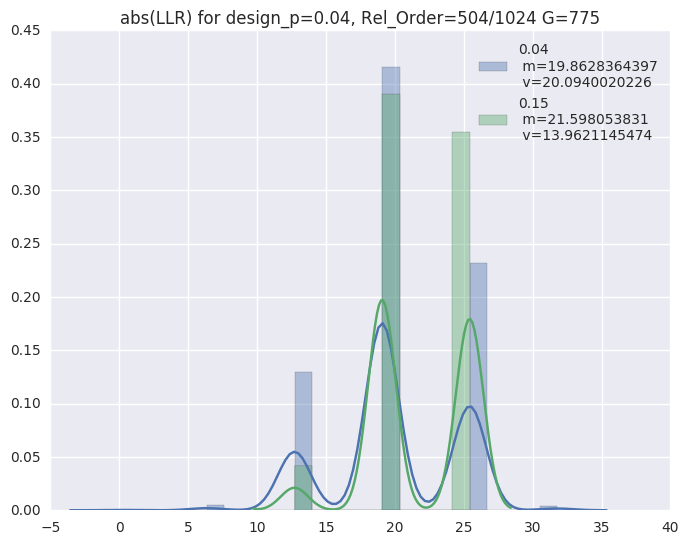 abs(LLR) for design_p=0.04, Rel_Order=504/1024 G=775
0.45
0.40
0.35
0.30
0.25
0.20
0.15
0.10
0.05
0.00
0.04
m=19.8628364397
v=20.0940020226
0.15
m=21.598053831
v=13.9621145474
−5 0 5 10 15 20 25 30 35 40